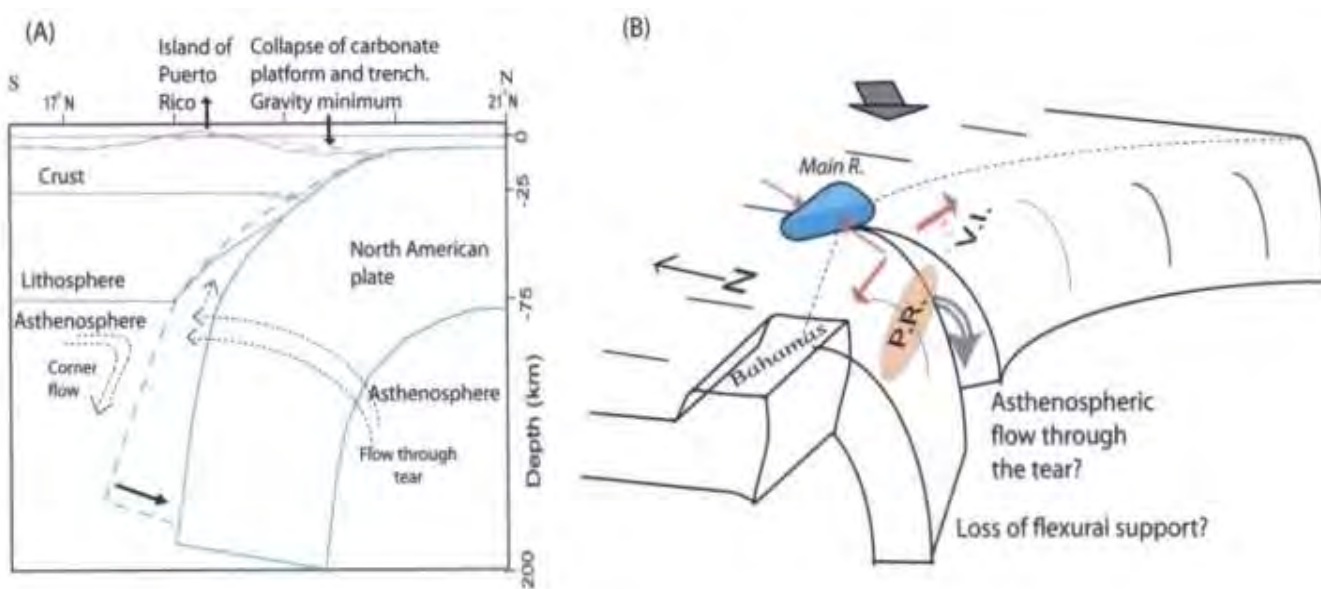 (A)
Island of
Puerto
Rico
Collapse of carbonate
platform and trench.
Gravity minimum
S
17°N
N
21°N
0
Crust
-25
North American
plate
Lithosphere
-75
Asthenosphere
Corner
flow
Asthenosphere
Flow through
tear
Depth (km)
200
(B)
Main R.
V.I.
N
P.R.
Bahamas
Asthenospheric
flow through
the tear?
Loss of flexural support?